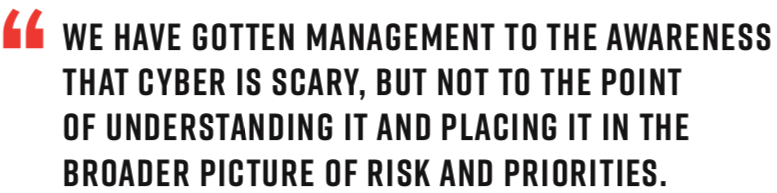 “ WE HAVE GOTTEN MANAGEMENT TO THE AWARENESS
THAT CYBER IS SCARY, BUT NOT TO THE POINT
OF UNDERSTANDING IT AND PLACING IT IN THE
BROADER PICTURE OF RISK AND PRIORITIES.